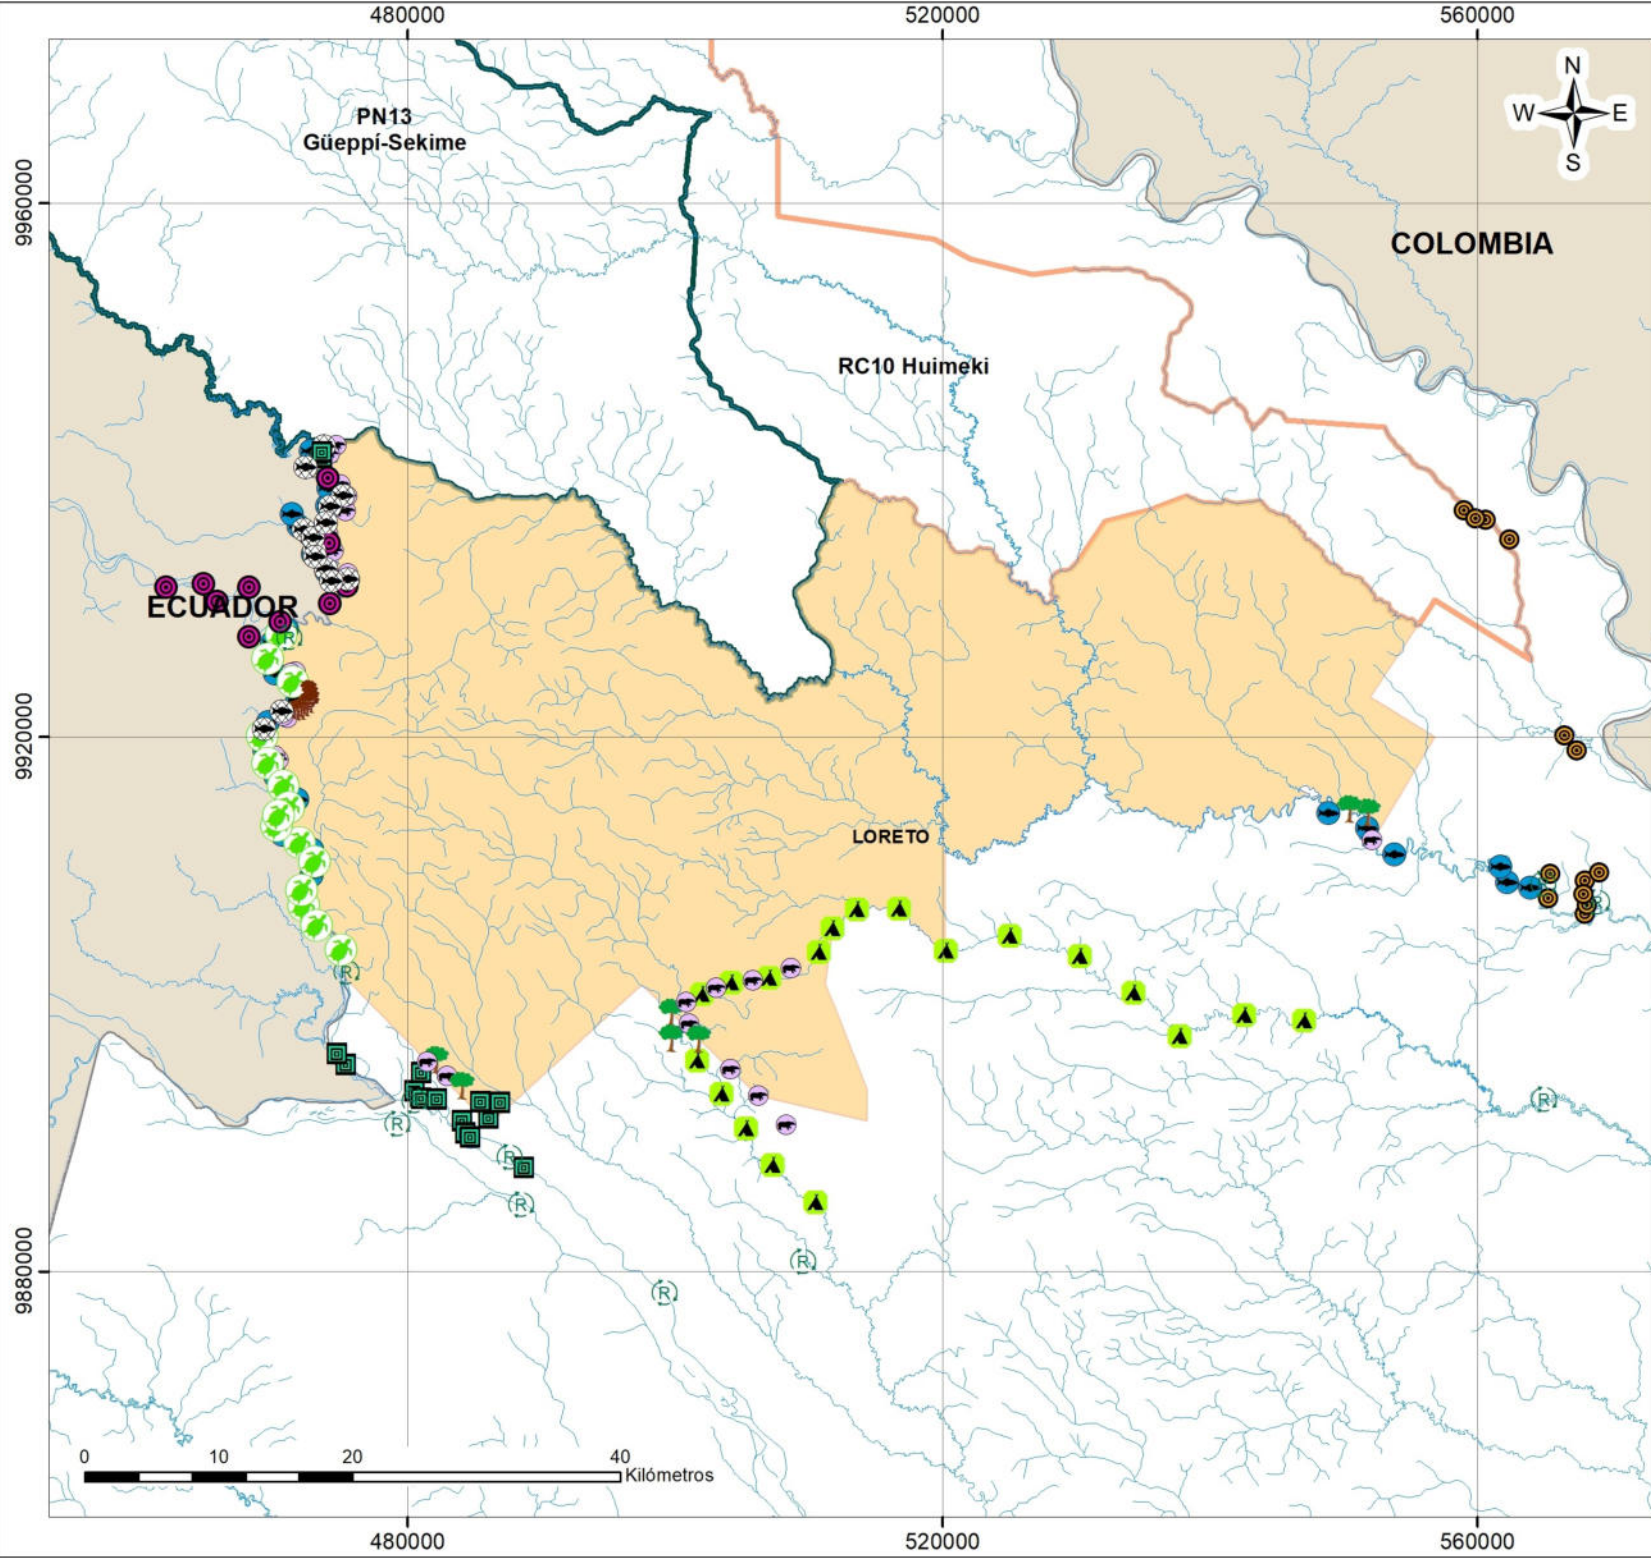 480000 520000 560000
N
W E
S
PN13
Güeppí-Sekime
9960000
COLOMBIA
RC10 Huimeki
ECUADOR
R
9920000
LORETO
R
R
R
R
R
R
R
R
9880000
0 10 20 40
Kilómetros
480000 520000 560000